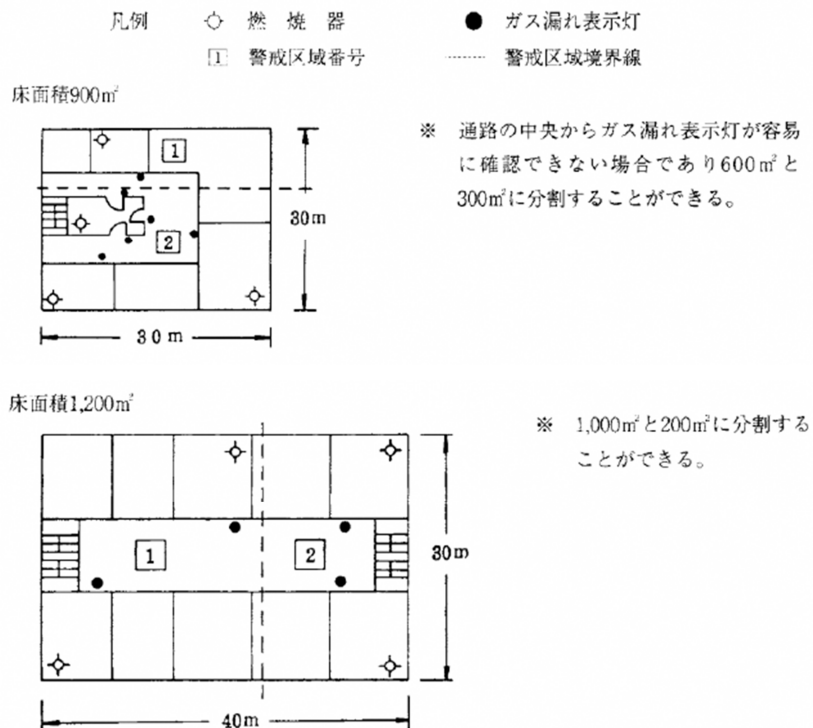 凡例 燃焼器 ● ガス漏れ表示灯
1 警戒区域番号 ------ 警戒区域境界線
床面積900㎡
※ 通路の中央からガス漏れ表示灯が容易
に確認できない場合であり600㎡と
300㎡に分割することができる。
1
30m
2
30m
床面積1,200㎡
※ 1,000㎡と200㎡に分割する
ことができる。
1 2
30m
40m